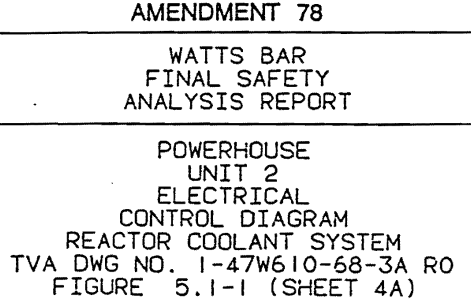 AMENDMENT 78
WATTS BAR
FINAL SAFETY
ANALYSIS REPORT
POWERHOUSE
UNIT 2
ELECTRICAL
CONTROL DIAGRAM
REACTOR COOLANT SYSTEM
TVA DWG NO. 1-47W610-68-3A R0
FIGURE 5.1-1 (SHEET 4A)